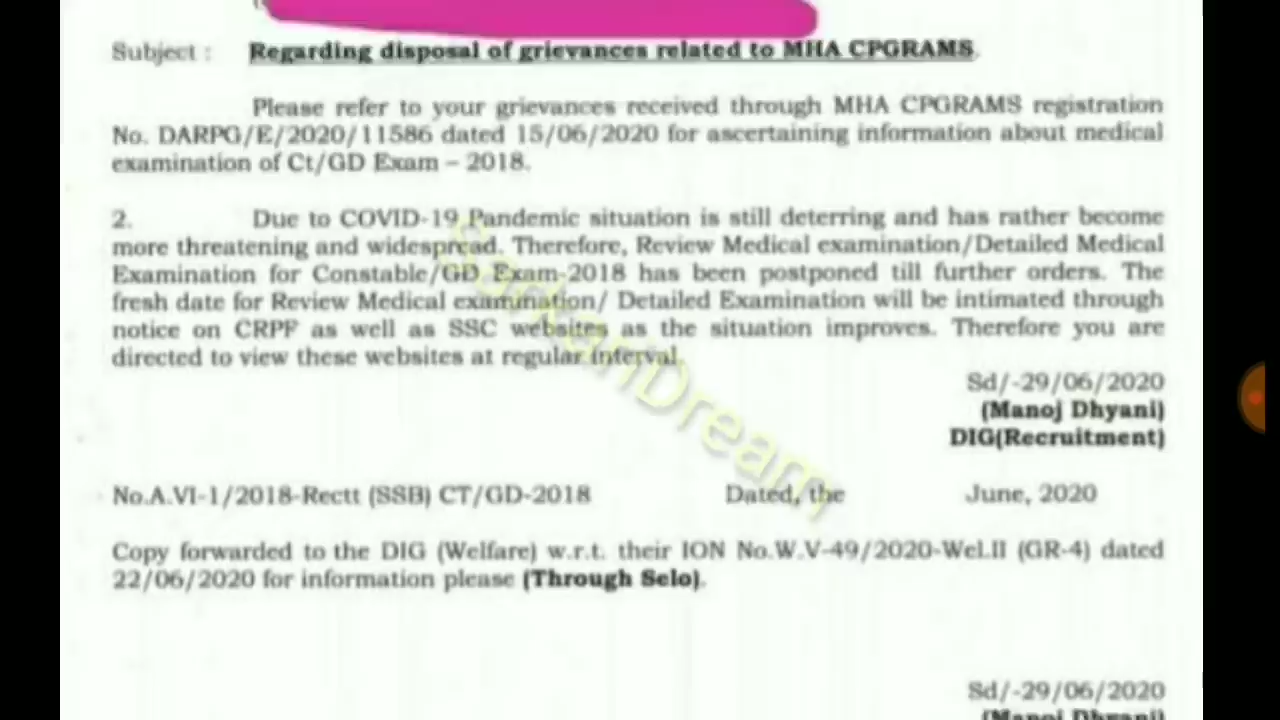 Subject : Regarding disposal of grievances related to MHA CPGRAMS.
Please refer to your grievances received through MHA CPGRAMS registration
No. DARPG/E/2020/11586 dated 15/06/2020 for ascertaining information about medical
examination of Ct/GD Exam – 2018.
2. Due to COVID-19 Pandemic situation is still deterring and has rather become
more threatening and widespread. Therefore, Review Medical examination/Detailed Medical
Examination for Constable/GD Exam-2018 has been postponed till further orders. The
fresh date for Review Medical examination/ Detailed Examination will be intimated through
notice on CRPF as well as SSC websites as the situation improves. Therefore you are
directed to view these websites at regular interval.
Sd/-29/06/2020
(Manoj Dhyani)
DIG(Recruitment)
No.A.VI-1/2018-Rectt (SSB) CT/GD-2018 Dated, the June, 2020
Copy forwarded to the DIG (Welfare) w.r.t. their ION No.W.V-49/2020-Wel.II (GR-4) dated
22/06/2020 for information please (Through Selo).
Sd/-29/06/2020
(Manoj Dhyani)
SarkariDream